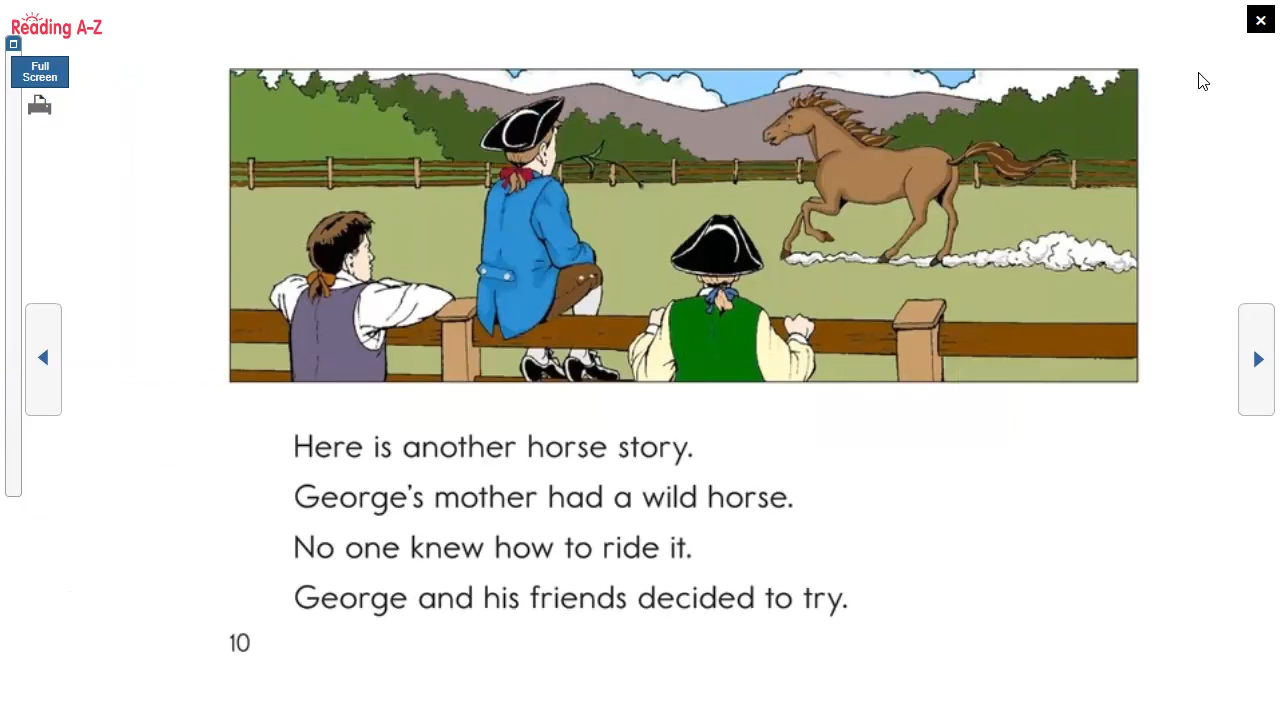 Reading A-Z
Full
Screen
Here is another horse story.
George's mother had a wild horse.
No one knew how to ride it.
George and his friends decided to try.
10